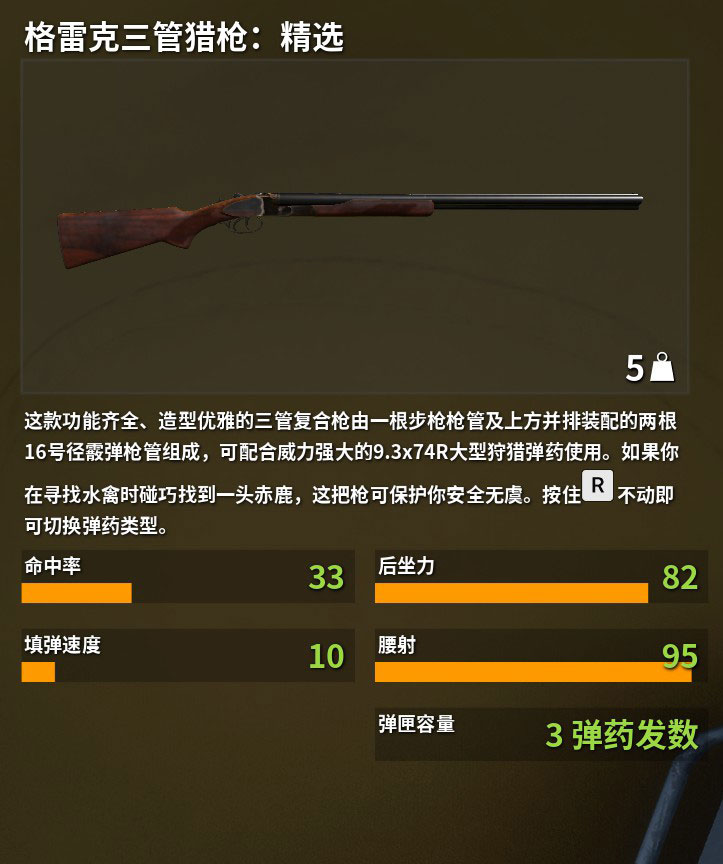 格雷克三管猎枪：精选
5
这款功能齐全、造型优雅的三管复合枪由一根步枪枪管及上方并排装配的两根
16号径霰弹枪管组成，可配合威力强大的9.3x74R大型狩猎弹药使用。如果你
在寻找水禽时碰巧找到一头赤鹿，这把枪可保护你安全无虞。按住 R 不动即
可切换弹药类型。
命中率 33
后坐力 82
填弹速度 10
腰射 95
弹匣容量 3 弹药发数